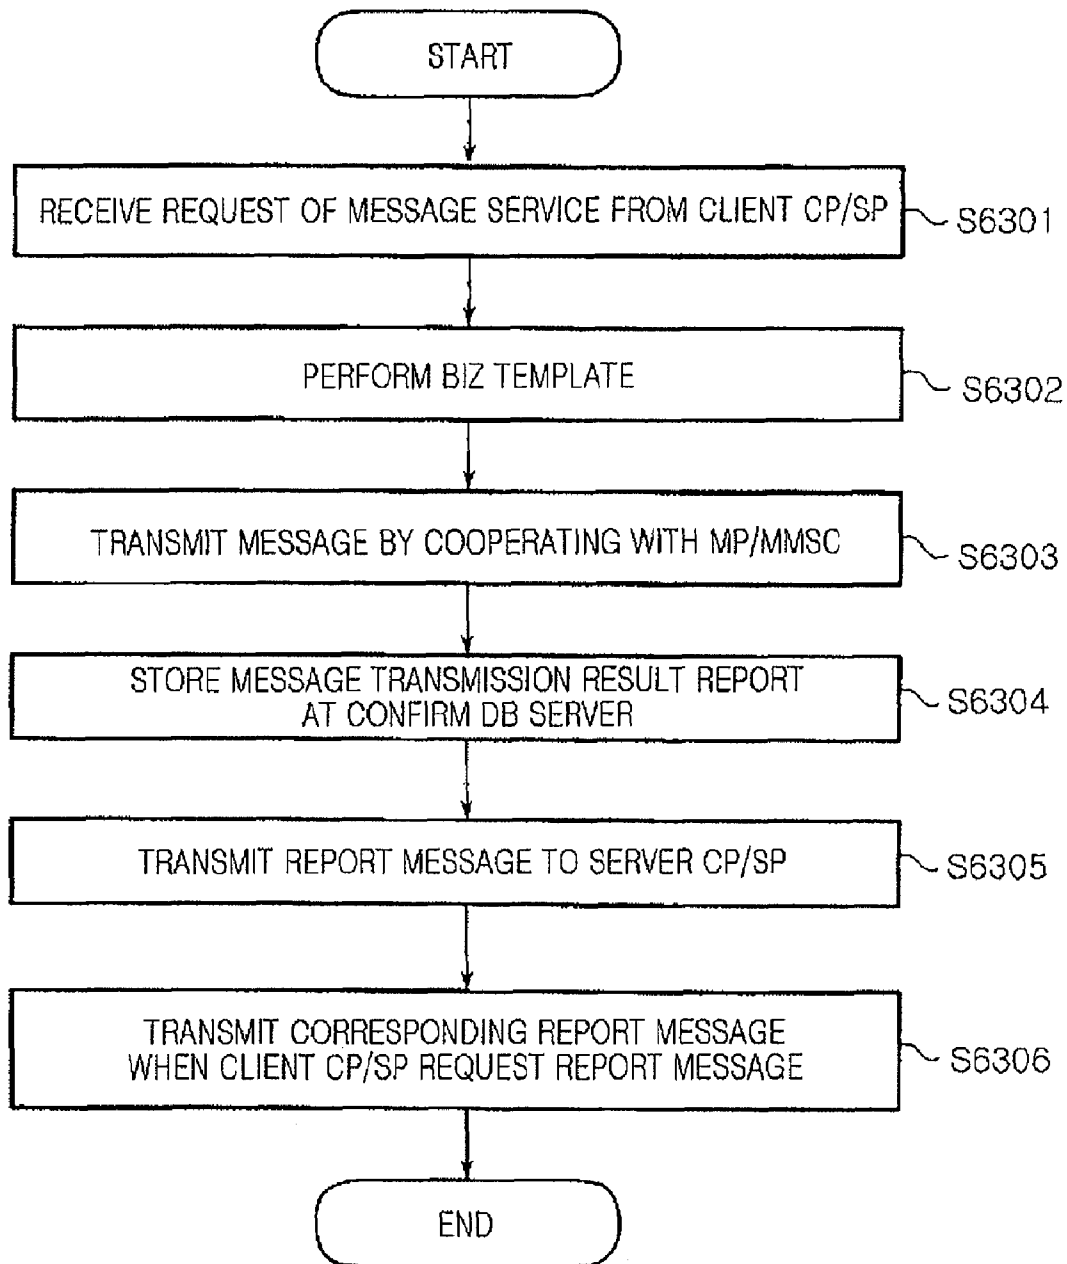 START
RECEIVE REQUEST OF MESSAGE SERVICE FROM CLIENT CP/SP
S6301
PERFORM BIZ TEMPLATE
S6302
TRANSMIT MESSAGE BY COOPERATING WITH MP/MMSC
S6303
STORE MESSAGE TRANSMISSION RESULT REPORT
AT CONFIRM DB SERVER
S6304
TRANSMIT REPORT MESSAGE TO SERVER CP/SP
S6305
TRANSMIT CORRESPONDING REPORT MESSAGE
WHEN CLIENT CP/SP REQUEST REPORT MESSAGE
S6306
END